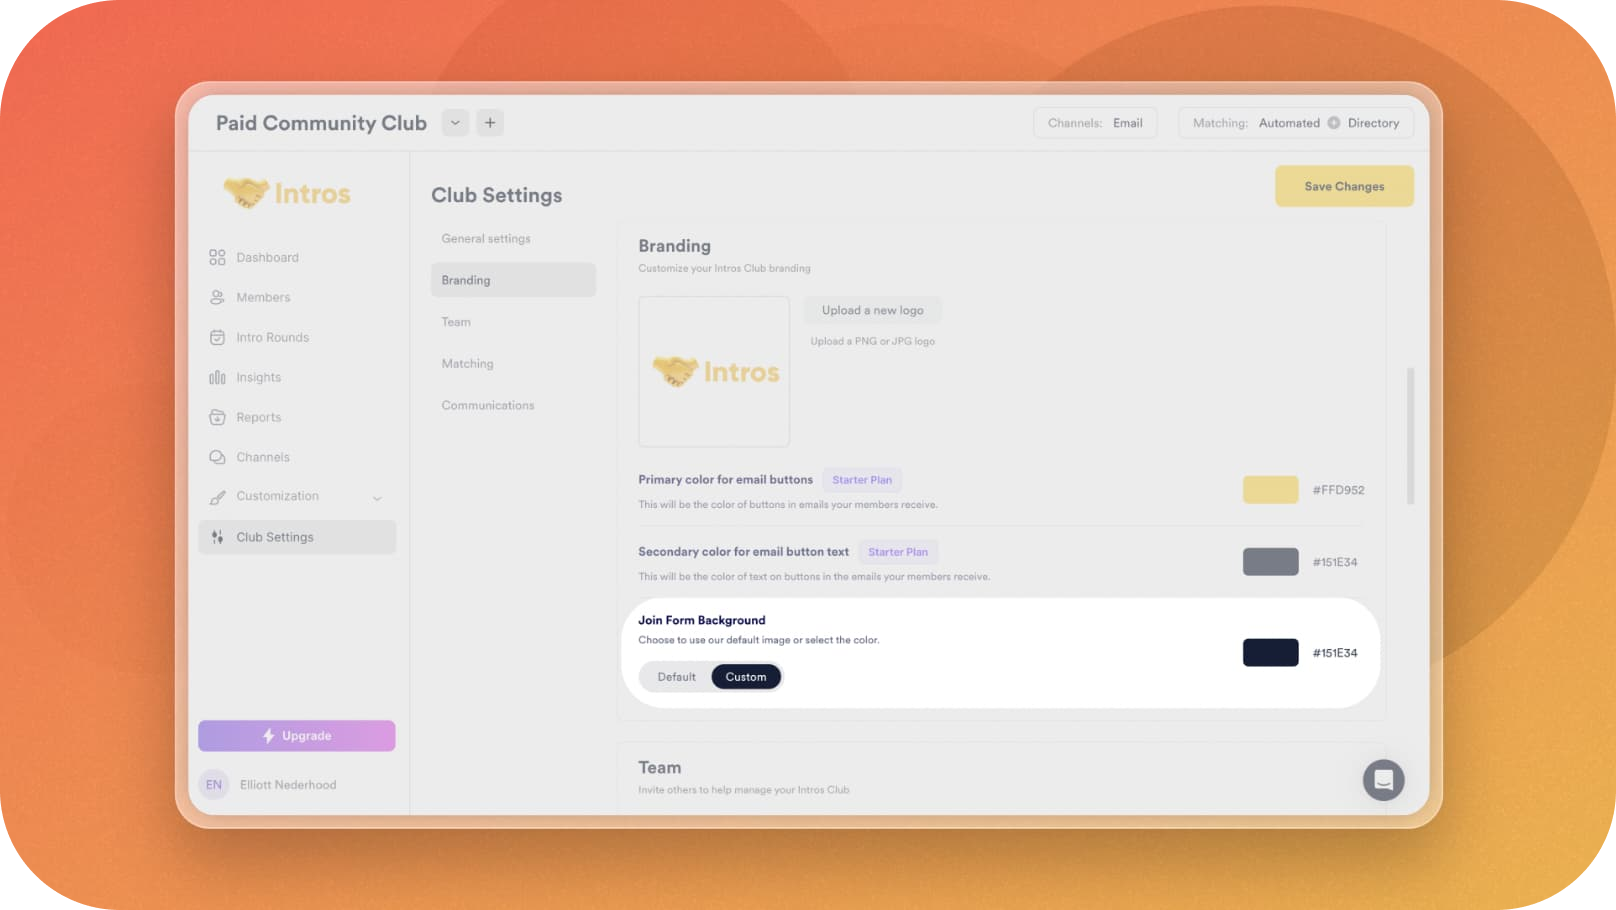 Paid Community Club
Channels: Email
Matching: Automated Directory
Intros
Dashboard
Members
Intro Rounds
Insights
Reports
Channels
Customization
Club Settings
Upgrade
EN Elliott Nederhood
Club Settings
Save Changes
General settings
Branding
Team
Matching
Communications
Branding
Customize your Intros Club branding
Intros
Upload a new logo
Upload a PNG or JPG logo
Primary color for email buttons Starter Plan
This will be the color of buttons in emails your members receive.
#FFD952
Secondary color for email button text Starter Plan
This will be the color of text on buttons in the emails your members receive.
#151E34
Join Form Background
Choose to use our default image or select the color.
Default Custom
#151E34
Team
Invite others to help manage your Intros Club